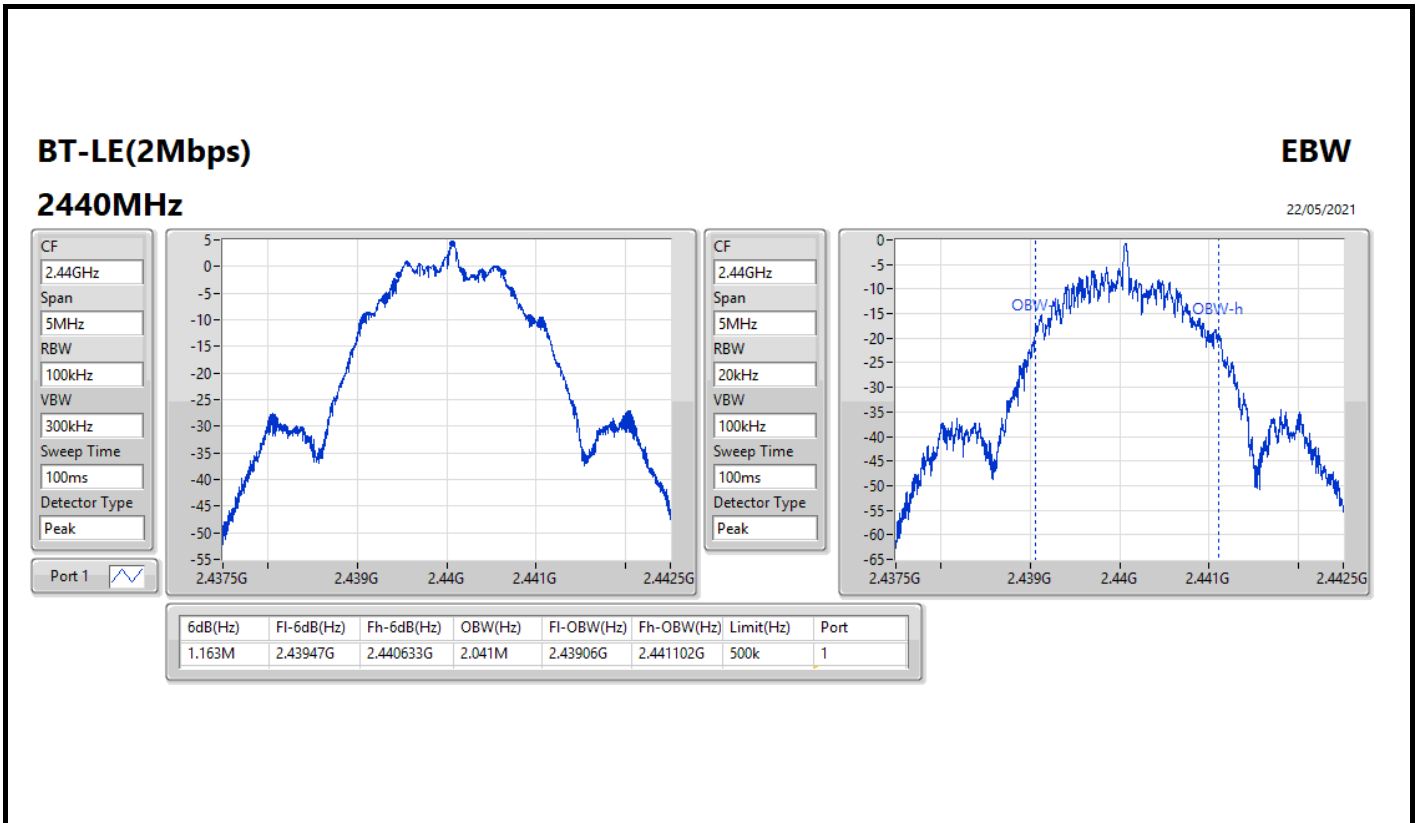 BT-LE(2Mbps)
EBW
2440MHz
22/05/2021
CF
2.44GHz
Span
5MHz
RBW
100kHz
VBW
300kHz
Sweep Time
100ms
Detector Type
Peak
Port 1
5
0
-5
-10
-15
-20
-25
-30
-35
-40
-45
-50
-55
2.4375G 2.439G 2.44G 2.441G 2.4425G
CF
2.44GHz
Span
5MHz
RBW
20kHz
VBW
100kHz
Sweep Time
100ms
Detector Type
Peak
0
-5
-10
-15
-20
-25
-30
-35
-40
-45
-50
-55
-60
-65
OBW-h
2.4375G 2.439G 2.44G 2.441G 2.4425G
6dB(Hz) Fl-6dB(Hz) Fh-6dB(Hz) OBW(Hz) Fl-OBW(Hz) Fh-OBW(Hz) Limit(Hz) Port
1.163M 2.43947G 2.440633G 2.041M 2.43906G 2.441102G 500k 1